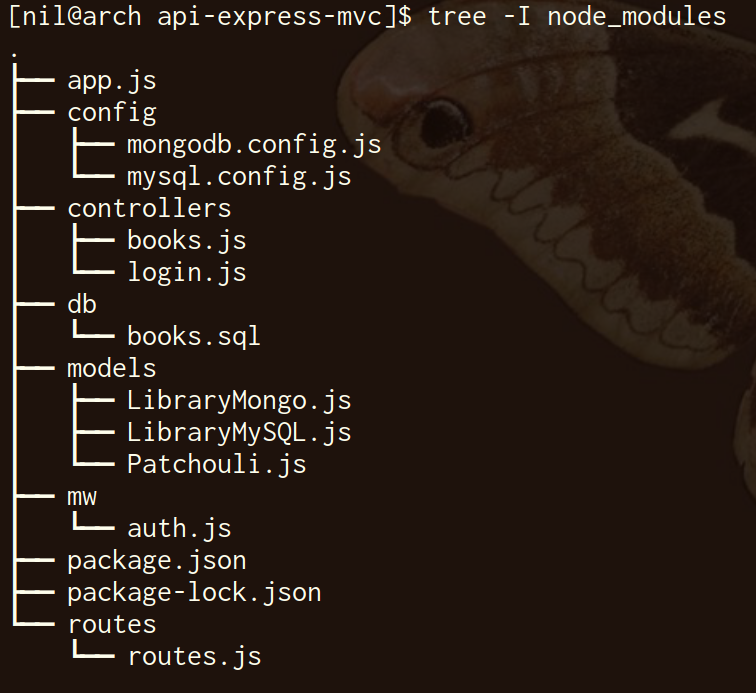 [nil@arch api-express-mvc]$ tree -I node_modules
.
├── app.js
├── config
│   ├── mongodb.config.js
│   └── mysql.config.js
├── controllers
│   ├── books.js
│   └── login.js
├── db
│   └── books.sql
├── models
│   ├── LibraryMongo.js
│   ├── LibraryMySQL.js
│   └── Patchouli.js
├── mw
│   └── auth.js
├── package.json
├── package-lock.json
└── routes
    └── routes.js